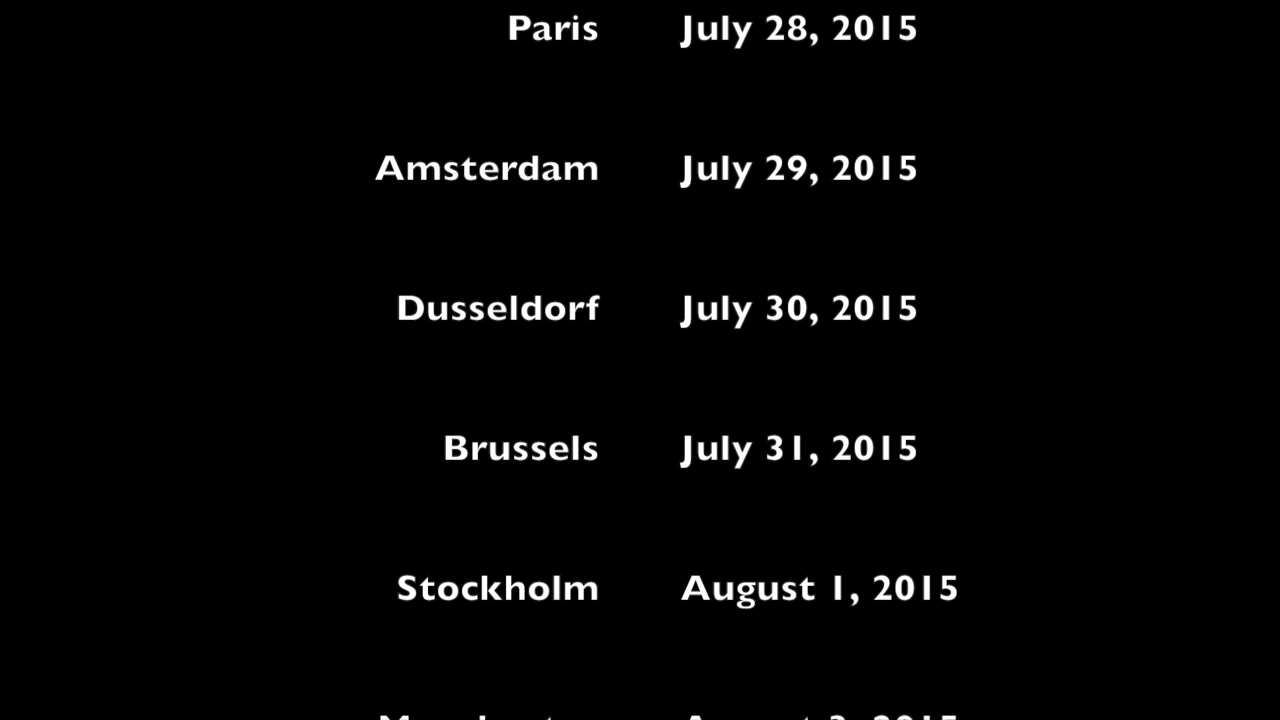 Paris July 28, 2015
Amsterdam July 29, 2015
Dusseldorf July 30, 2015
Brussels July 31, 2015
Stockholm August 1, 2015